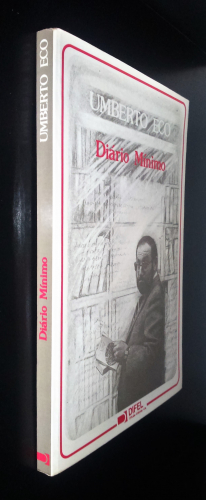 UMBERTO ECO
Diário Mínimo
UMBERTO ECO
Diário Mínimo
DIFEL